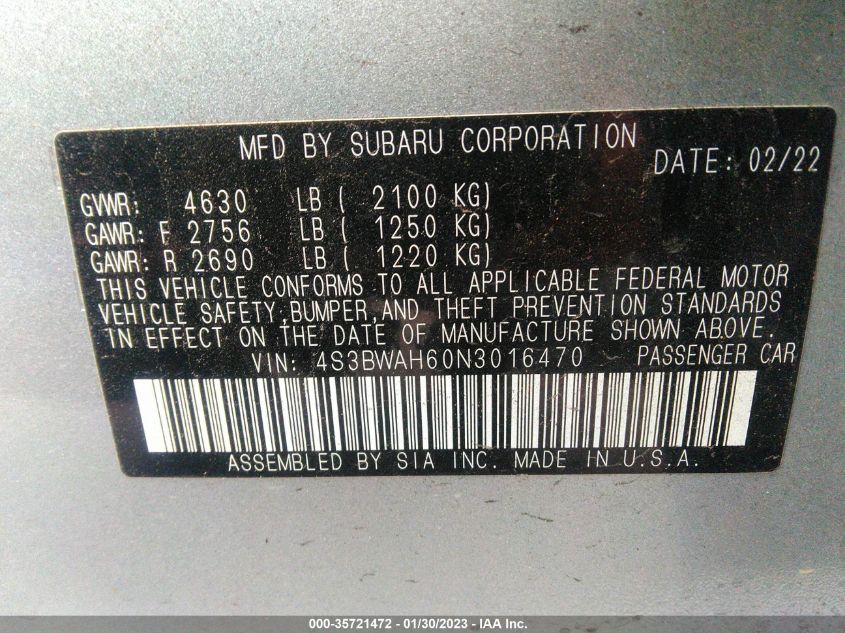 MFD BY SUBARU CORPORATION
DATE: 02/22
GVWR: 4630 LB ( 2100 KG)
GAWR: F 2756 LB ( 1250 KG)
GAWR: R 2690 LB ( 1220 KG)
THIS VEHICLE CONFORMS TO ALL APPLICABLE FEDERAL MOTOR
VEHICLE SAFETY,BUMPER,AND THEFT PREVENTION STANDARDS
IN EFFECT ON THE DATE OF MANUFACTURE SHOWN ABOVE.
VIN: 4S3BWAH60N3016470 PASSENGER CAR
ASSEMBLED BY SIA INC. MADE IN U.S.A.
000-35721472 - 01/30/2023 - IAA Inc.